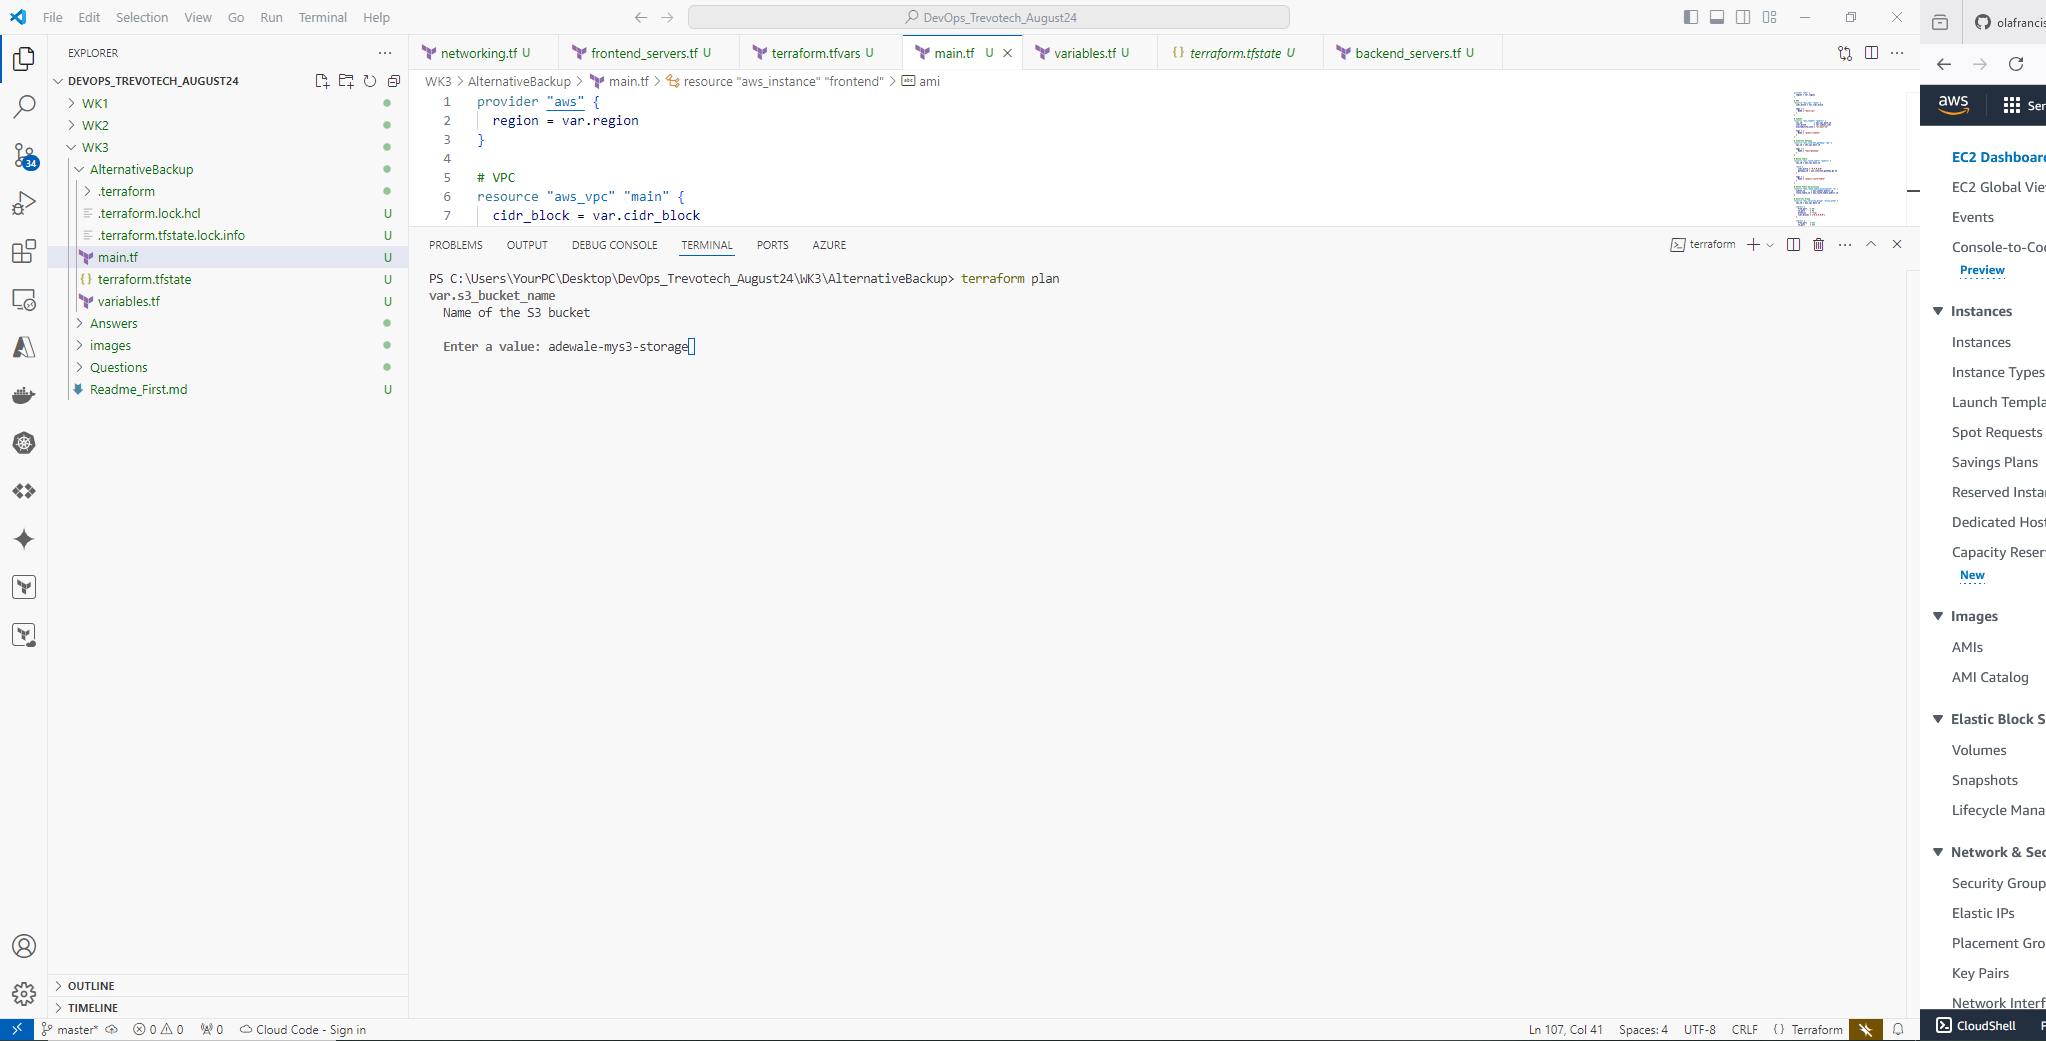 File Edit Selection View Go Run Terminal Help
DevOps_Trevotech_August24
EXPLORER
DEVOPS_TREVOTECH_AUGUST24
WK1
WK2
WK3
AlternativeBackup
.terraform
.terraform.lock.hcl U
.terraform.tfstate.lock.info U
main.tf U
terraform.tfstate U
variables.tf U
Answers
images
Questions
Readme_First.md U
OUTLINE
TIMELINE
34
networking.tf U frontend_servers.tf U terraform.tfvars U main.tf U variables.tf U terraform.tfstate U backend_servers.tf U
WK3 > AlternativeBackup > main.tf > resource "aws_instance" "frontend" > ami
1 provider "aws" {
2 region = var.region
3 }
4
5 # VPC
6 resource "aws_vpc" "main" {
7 cidr_block = var.cidr_block
PROBLEMS OUTPUT DEBUG CONSOLE TERMINAL PORTS AZURE
terraform
PS C:\Users\YourPC\Desktop\DevOps_Trevotech_August24\WK3\AlternativeBackup> terraform plan
var.s3_bucket_name
Name of the S3 bucket
Enter a value: adewale-mys3-storage
master* 0 0 0 Cloud Code - Sign in
Ln 107, Col 41 Spaces: 4 UTF-8 CRLF {} Terraform
olafrancis
aws
Ser
EC2 Dashboar
EC2 Global Vie
Events
Console-to-Co
Preview
Instances
Instances
Instance Types
Launch Templa
Spot Requests
Savings Plans
Reserved Insta
Dedicated Host
Capacity Reser
New
Images
AMIs
AMI Catalog
Elastic Block S
Volumes
Snapshots
Lifecycle Mana
Network & Sec
Security Group
Elastic IPs
Placement Gro
Key Pairs
Network Interf
CloudShell F